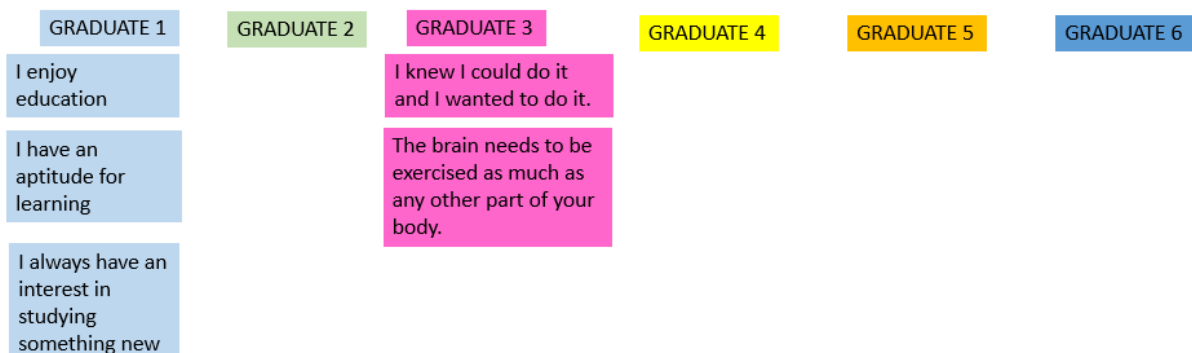 GRADUATE 1
GRADUATE 2
GRADUATE 3
GRADUATE 4
GRADUATE 5
GRADUATE 6
I enjoy
education
I have an
aptitude for
learning
I always have an
interest in
studying
something new
I knew I could do it
and I wanted to do it.
The brain needs to be
exercised as much as
any other part of your
body.